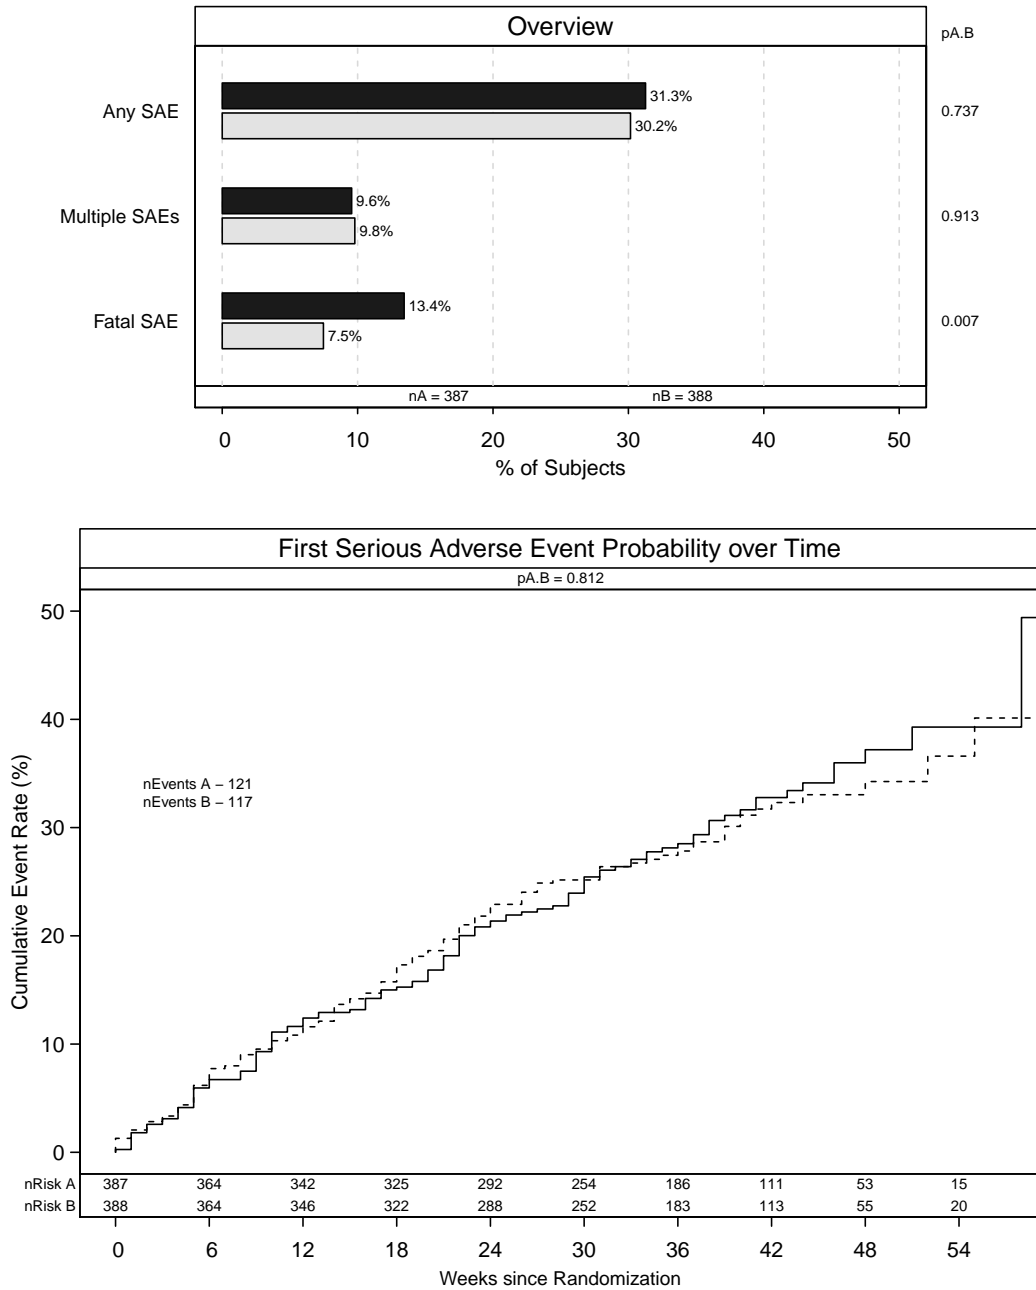 Overview
pA.B
Any SAE
31.3%
30.2%
0.737
Multiple SAEs
9.6%
9.8%
0.913
Fatal SAE
13.4%
7.5%
0.007
nA = 387 nB = 388
0 10 20 30 40 50
% of Subjects
First Serious Adverse Event Probability over Time
pA.B = 0.812
50
40
30
20
10
0
Cumulative Event Rate (%)
nEvents A − 121
nEvents B − 117
nRisk A 387 364 342 325 292 254 186 111 53 15
nRisk B 388 364 346 322 288 252 183 113 55 20
0 6 12 18 24 30 36 42 48 54
Weeks since Randomization